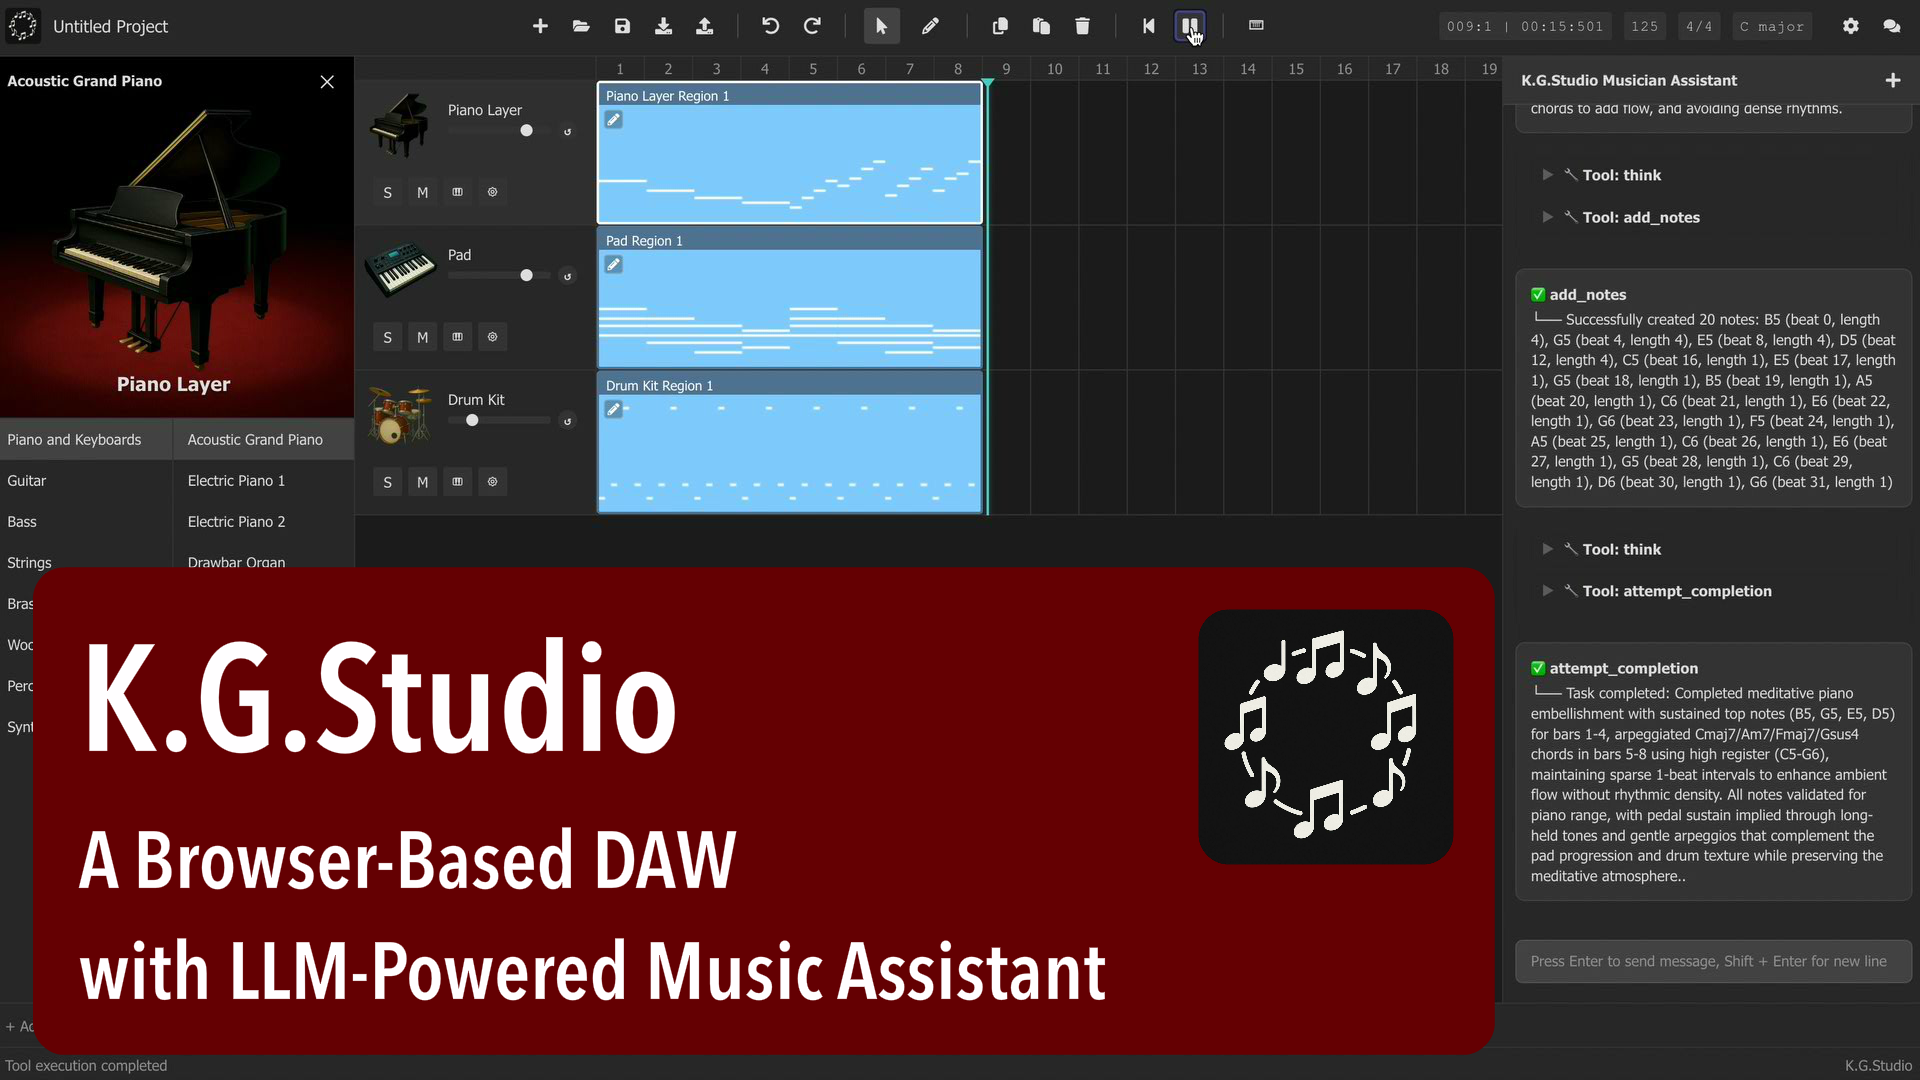 Untitled Project
009:1 | 00:15:501
125
4/4
C major
Acoustic Grand Piano
Piano Layer
Piano and Keyboards
Guitar
Bass
Strings
Acoustic Grand Piano
Electric Piano 1
Electric Piano 2
Drawbar Organ
1 2 3 4 5 6 7 8 9 10 11 12 13 14 15 16 17 18 19
Piano Layer
S M
Piano Layer Region 1
Pad
S M
Pad Region 1
Drum Kit
S M
Drum Kit Region 1
K.G.Studio Musician Assistant
chords to add flow, and avoiding dense rhythms.
Tool: think
Tool: add_notes
add_notes
Successfully created 20 notes: B5 (beat 0, length
4), G5 (beat 4, length 4), E5 (beat 8, length 4), D5 (beat
12, length 4), C5 (beat 16, length 1), E5 (beat 17, length
1), G5 (beat 18, length 1), B5 (beat 19, length 1), A5
(beat 20, length 1), C6 (beat 21, length 1), E6 (beat 22,
length 1), G6 (beat 23, length 1), F5 (beat 24, length 1),
A5 (beat 25, length 1), C6 (beat 26, length 1), E6 (beat
27, length 1), G5 (beat 28, length 1), C6 (beat 29,
length 1), D6 (beat 30, length 1), G6 (beat 31, length 1)
Tool: think
Tool: attempt_completion
attempt_completion
Task completed: Completed meditative piano
embellishment with sustained top notes (B5, G5, E5, D5)
for bars 1-4, arpeggiated Cmaj7/Am7/Fmaj7/Gsus4
chords in bars 5-8 using high register (C5-G6),
maintaining sparse 1-beat intervals to enhance ambient
flow without rhythmic density. All notes validated for
piano range, with pedal sustain implied through long-
held tones and gentle arpeggios that complement the
pad progression and drum texture while preserving the
meditative atmosphere..
Press Enter to send message, Shift + Enter for new line
K.G.Studio
A Browser-Based DAW
with LLM-Powered Music Assistant
Tool execution completed
K.G.Studio